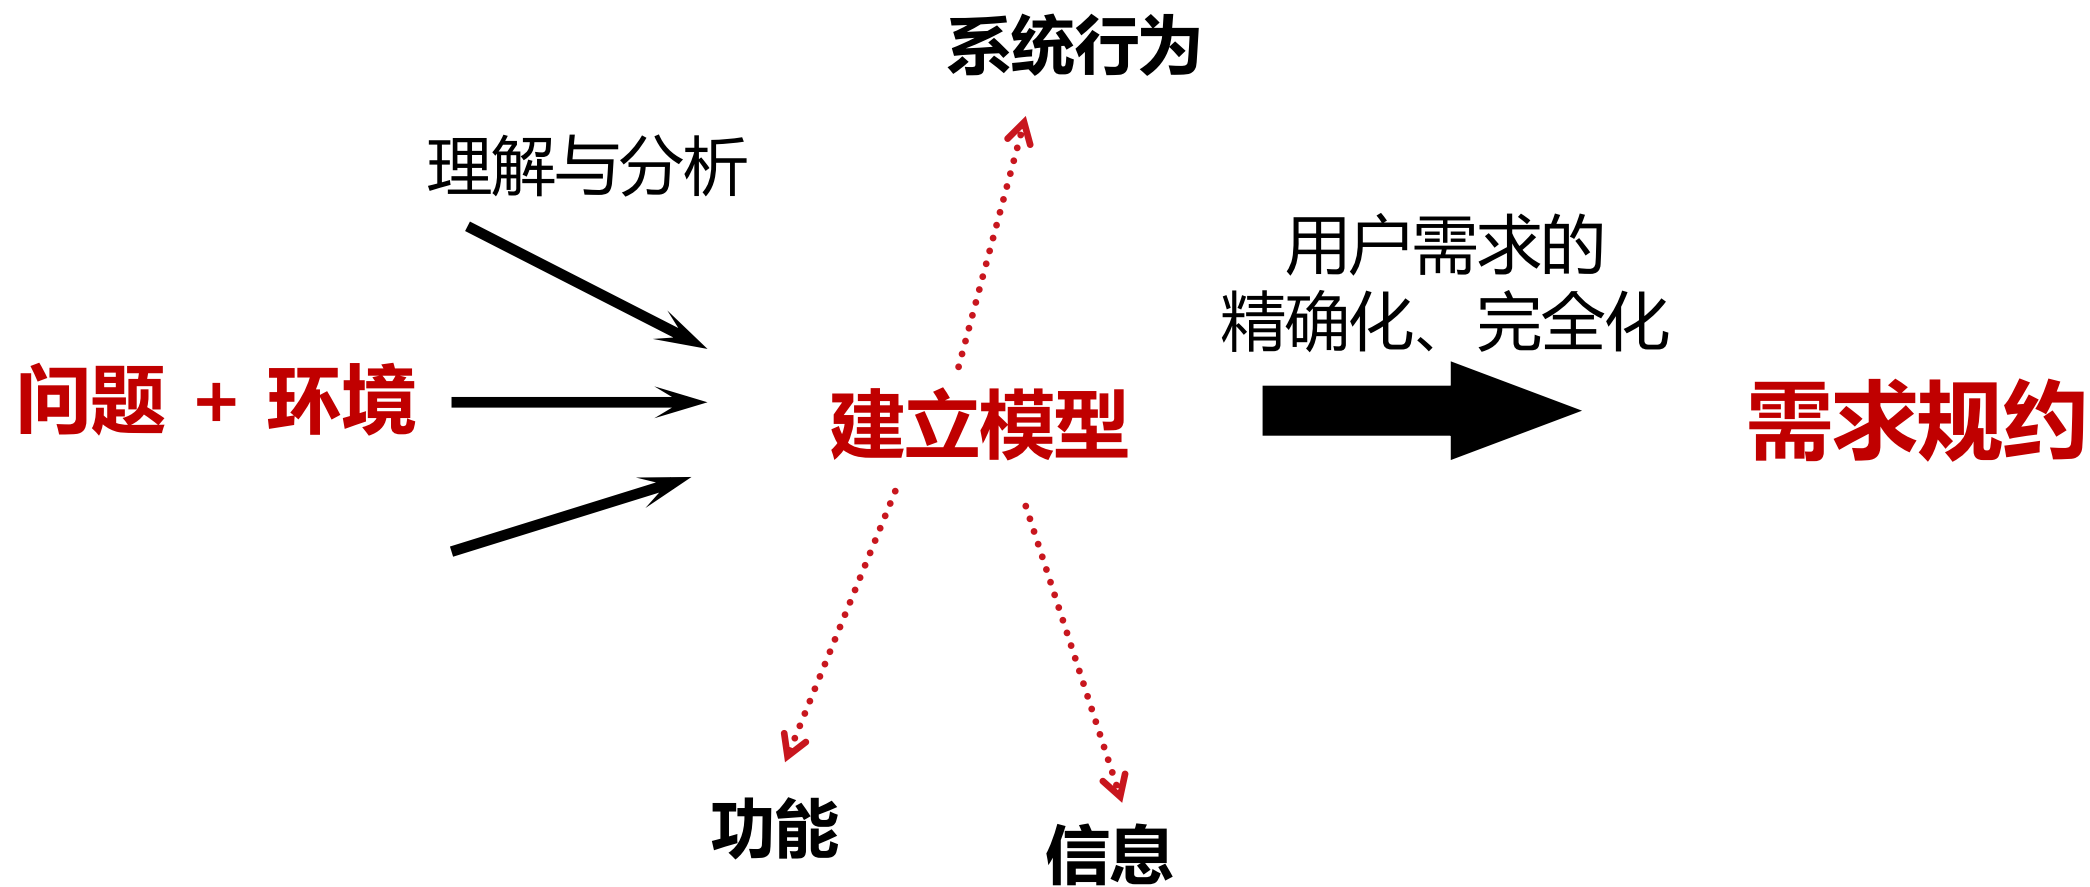 系统行为
理解与分析
用户需求的
精确化、完全化
问题 + 环境
建立模型
需求规约
功能
信息